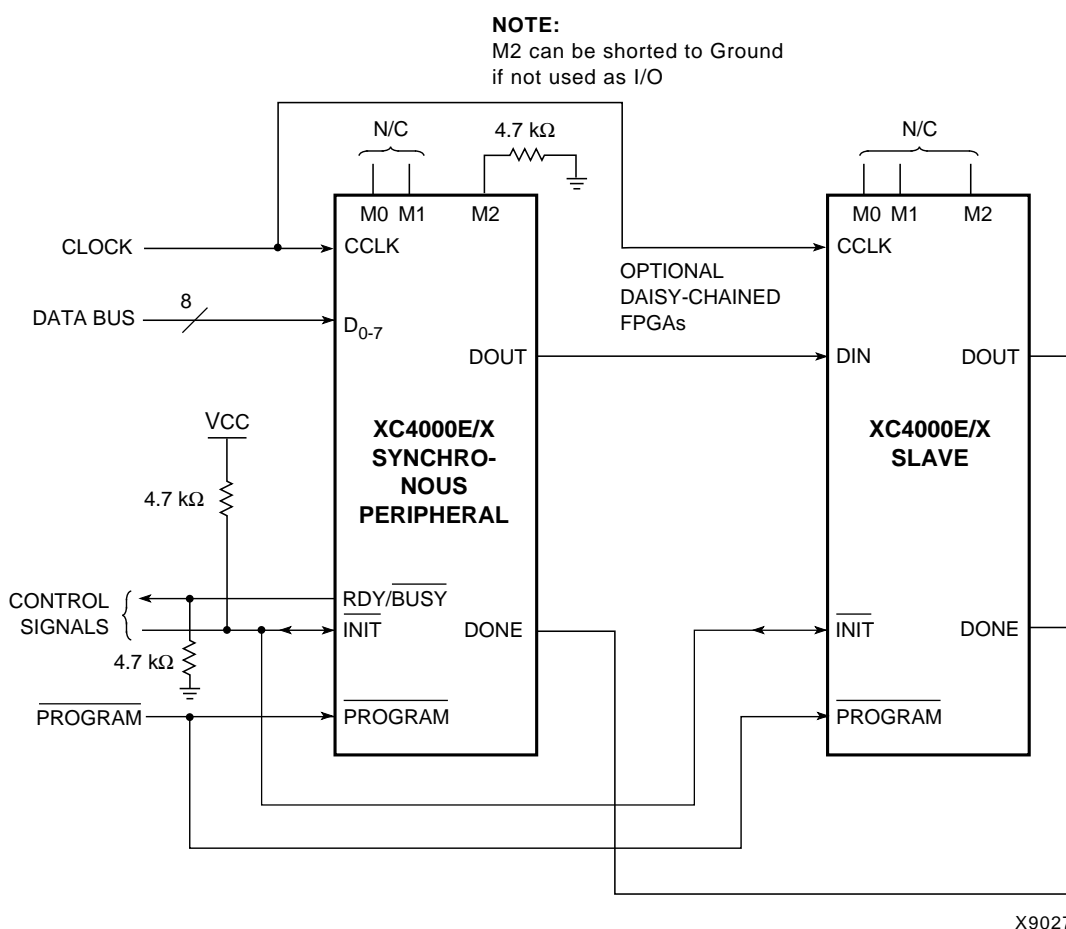 NOTE:
M2 can be shorted to Ground
if not used as I/O
N/C
4.7 kΩ
N/C
M0 M1
M2
M0 M1
M2
CLOCK
CCLK
CCLK
OPTIONAL
DAISY-CHAINED
FPGAs
DATA BUS
8
D0-7
DOUT
DIN
DOUT
VCC
XC4000E/X
SYNCHRO-
NOUS
PERIPHERAL
XC4000E/X
SLAVE
4.7 kΩ
CONTROL
SIGNALS
RDY/BUSY
INIT
DONE
INIT
DONE
4.7 kΩ
PROGRAM
PROGRAM
PROGRAM
X9027